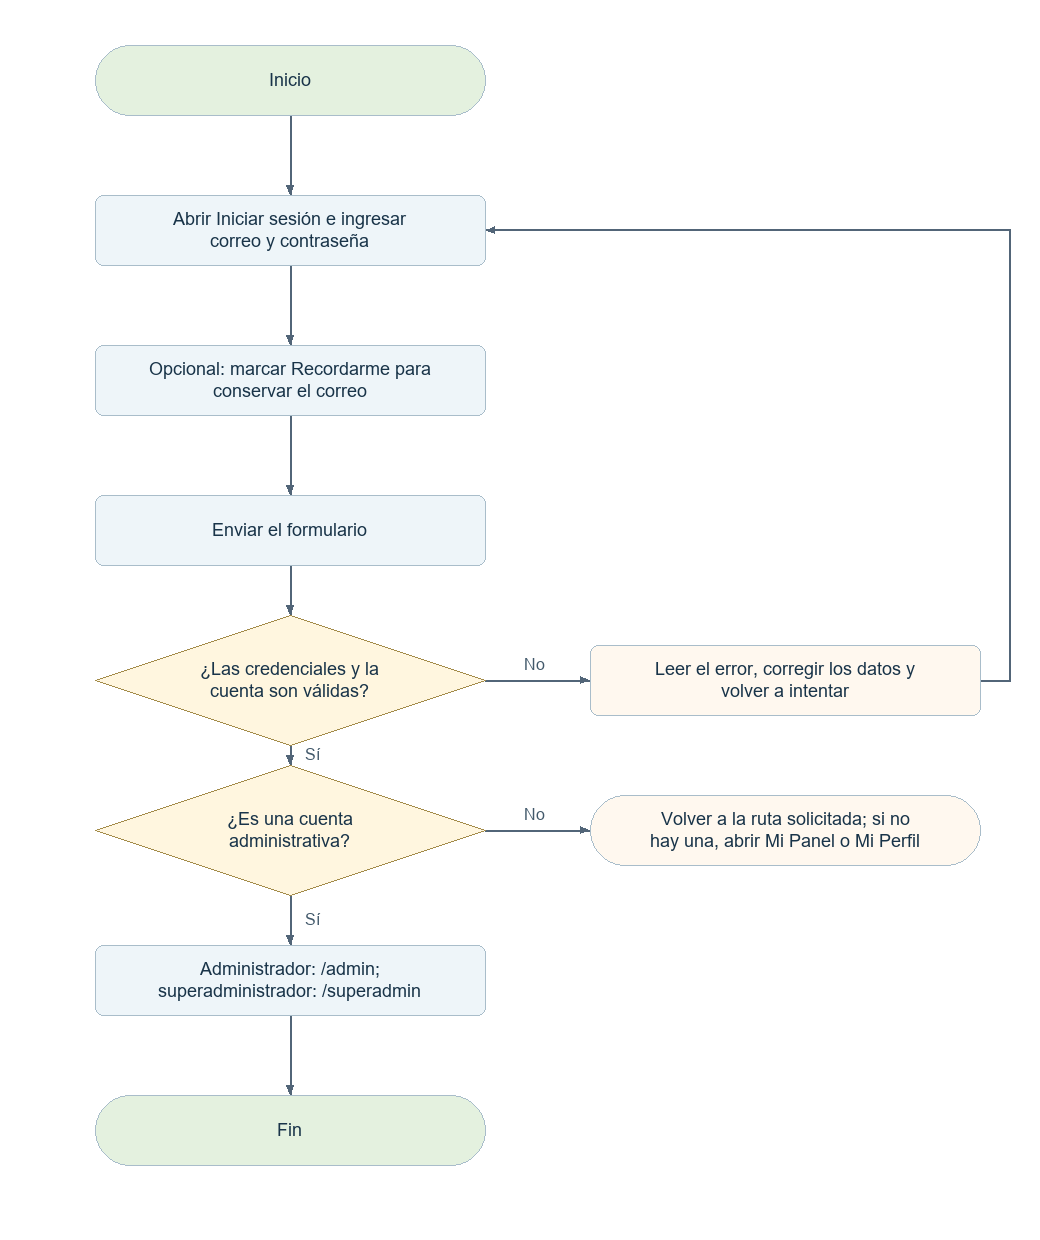 Inicio
Abrir Iniciar sesión e ingresar
correo y contraseña
Opcional: marcar Recordarme para
conservar el correo
Enviar el formulario
¿Las credenciales y la
cuenta son válidas?
No
Leer el error, corregir los datos y
volver a intentar
Sí
¿Es una cuenta
administrativa?
No
Volver a la ruta solicitada; si no
hay una, abrir Mi Panel o Mi Perfil
Sí
Administrador: /admin;
superadministrador: /superadmin
Fin